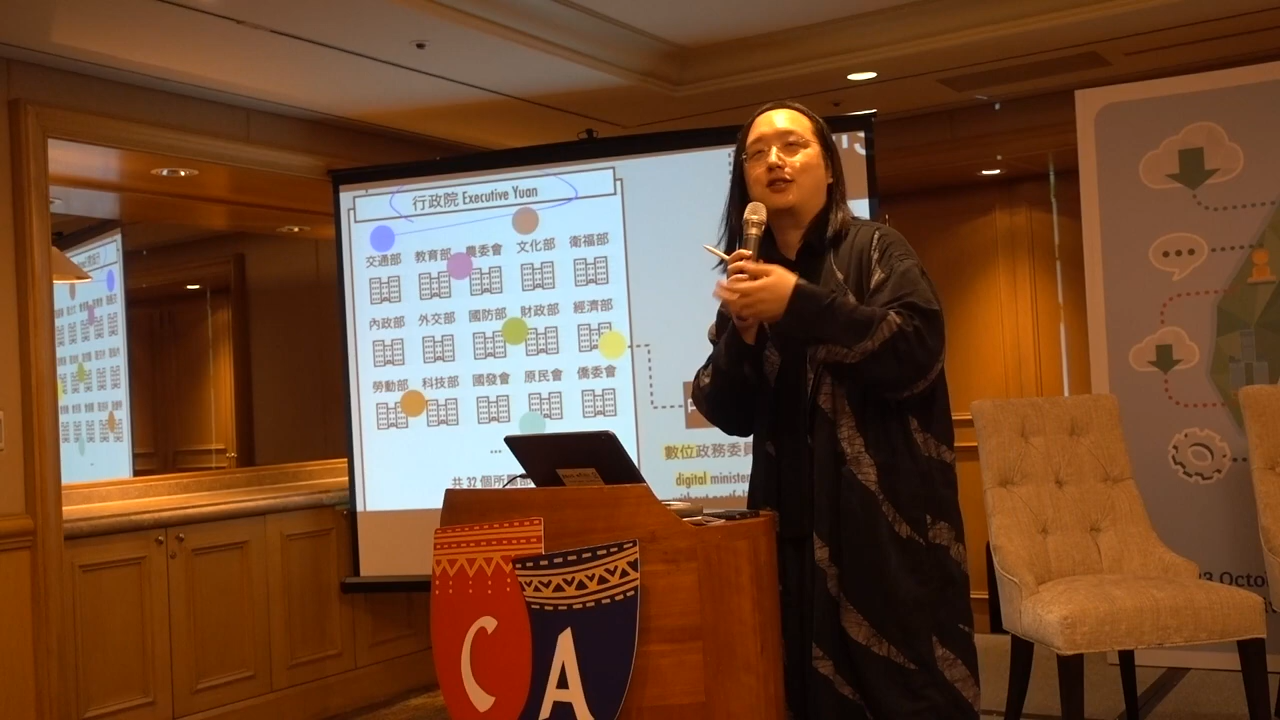 行政院 Executive Yuan
交通部 教育部 農委會 文化部 衛福部
內政部 外交部 國防部 財政部 經濟部
勞動部 科技部 國發會 原民會 僑委會
...
共 32 個所屬部
數位政務委員
digital minister
without
C A
23 Octo